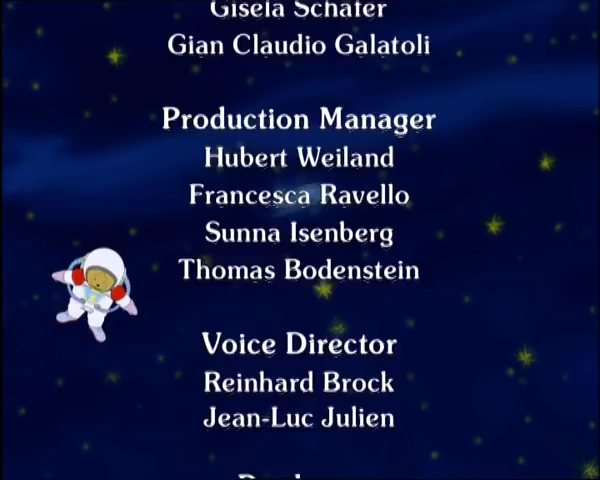 Gisela Schäfer
Gian Claudio Galatoli
Production Manager
Hubert Weiland
Francesca Ravello
Sunna Isenberg
Thomas Bodenstein
Voice Director
Reinhard Brock
Jean-Luc Julien